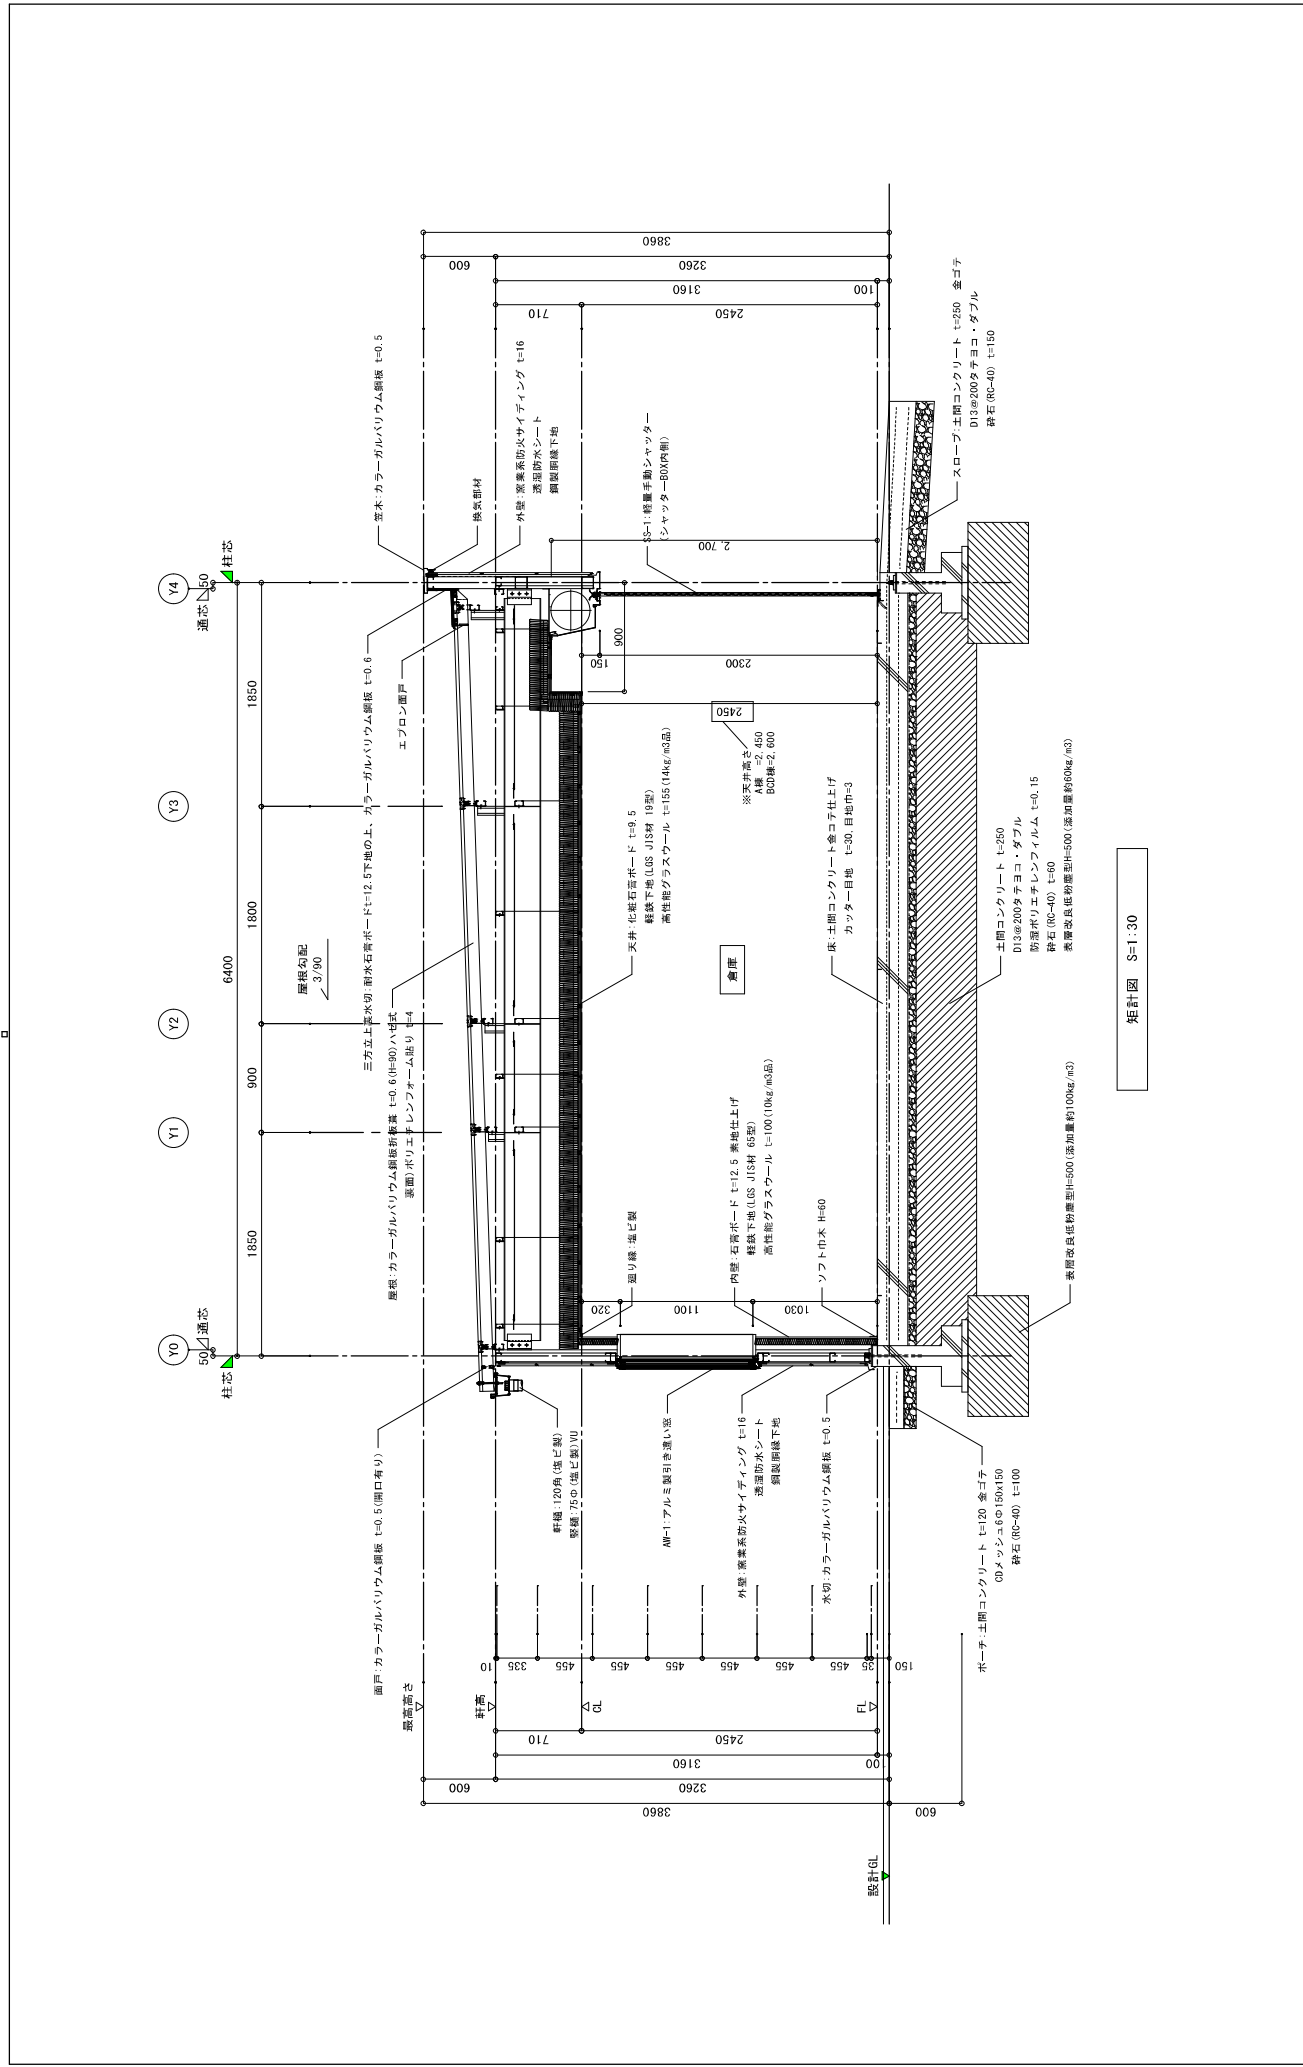 Y0
Y1
Y2
Y3
Y4
50
通芯
柱芯
通芯
50
柱芯
6400
1850
900
1800
1850
屋根勾配
3/90
面戸:カラーガルバリウム鋼板 t=0.5(開口有り)
三方立上裏水切:耐水石膏ボードt=12.5下地の上、カラーガルバリウム鋼板 t=0.6
笠木:カラーガルバリウム鋼板 t=0.5
屋根:カラーガルバリウム鋼板折板葺 t=0.6(H=90)ハゼ式
裏面)ポリエチレンフォーム貼り t=4
エプロン面戸
換気部材
外壁:窯業系防火サイディング t=16
透湿防水シート
鋼製胴縁下地
最高高さ
軒高
CL
FL
設計GL
3860
600
600
3260
3160
100
710
2450
10
335
455
455
455
455
455
455
35
150
軒樋:120角(塩ビ製)
竪樋:75Φ(塩ビ製)VU
AW-1:アルミ製引き違い窓
外壁:窯業系防火サイディング t=16
透湿防水シート
鋼製胴縁下地
水切:カラーガルバリウム鋼板 t=0.5
320
1100
1030
廻り縁:塩ビ製
内壁:石膏ボード t=12.5 素地仕上げ
軽鉄下地(LGS JIS材 65型)
高性能グラスウール t=100(10kg/m3品)
ソフト巾木 H=60
天井:化粧石膏ボード t=9.5
軽鉄下地(LGS JIS材 19型)
高性能グラスウール t=155(14kg/m3品)
倉庫
2450
※天井高さ
A棟 =2,450
BCD棟=2,600
床:土間コンクリート金コテ仕上げ
カッター目地 t=30,目地巾=3
150
900
2300
2,700
SS-1:軽量手動シャッター
(シャッターBOX内側)
710
2450
3160
100
600
3260
3860
スロープ:土間コンクリート t=250 金ゴテ
D13@200タテヨコ・ダブル
砕石(RC-40) t=150
ポーチ:土間コンクリート t=120 金ゴテ
CDメッシュ6Φ150x150
砕石(RC-40) t=100
表層改良低粉塵型H=500(添加量約100kg/m3)
土間コンクリート t=250
D13@200タテヨコ・ダブル
防湿ポリエチレンフィルム t=0.15
砕石(RC-40) t=60
表層改良低粉塵型H=500(添加量約60kg/m3)
矩計図 S=1:30